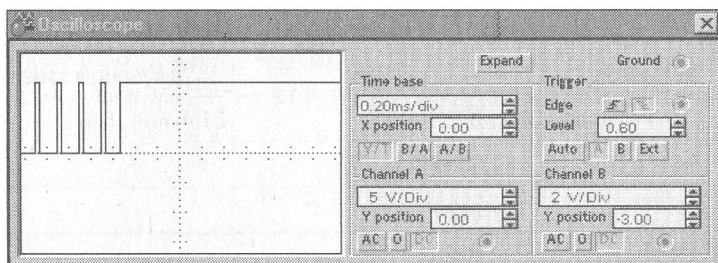 Oscilloscope
Expand
Ground
Time base
0.20ms/div
X position 0.00
Y/T B/A A/B
Trigger
Edge
Level 0.60
Auto A B Ext
Channel A
5 V/Div
Y position 0.00
AC 0 DC
Channel B
2 V/Div
Y position -3.00
AC 0 DC